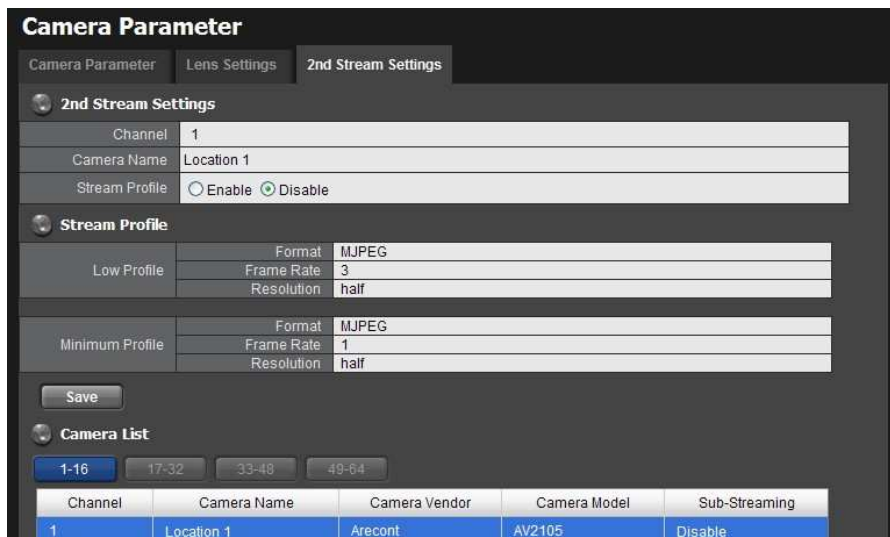 Camera Parameter
Camera Parameter Lens Settings 2nd Stream Settings
2nd Stream Settings
Channel 1
Camera Name Location 1
Stream Profile Enable Disable
Stream Profile
Low Profile
Format MJPEG
Frame Rate 3
Resolution half
Minimum Profile
Format MJPEG
Frame Rate 1
Resolution half
Save
Camera List
1-16 17-32 33-48 49-64
Channel Camera Name Camera Vendor Camera Model Sub-Streaming
1 Location 1 Arecont AV2105 Disable